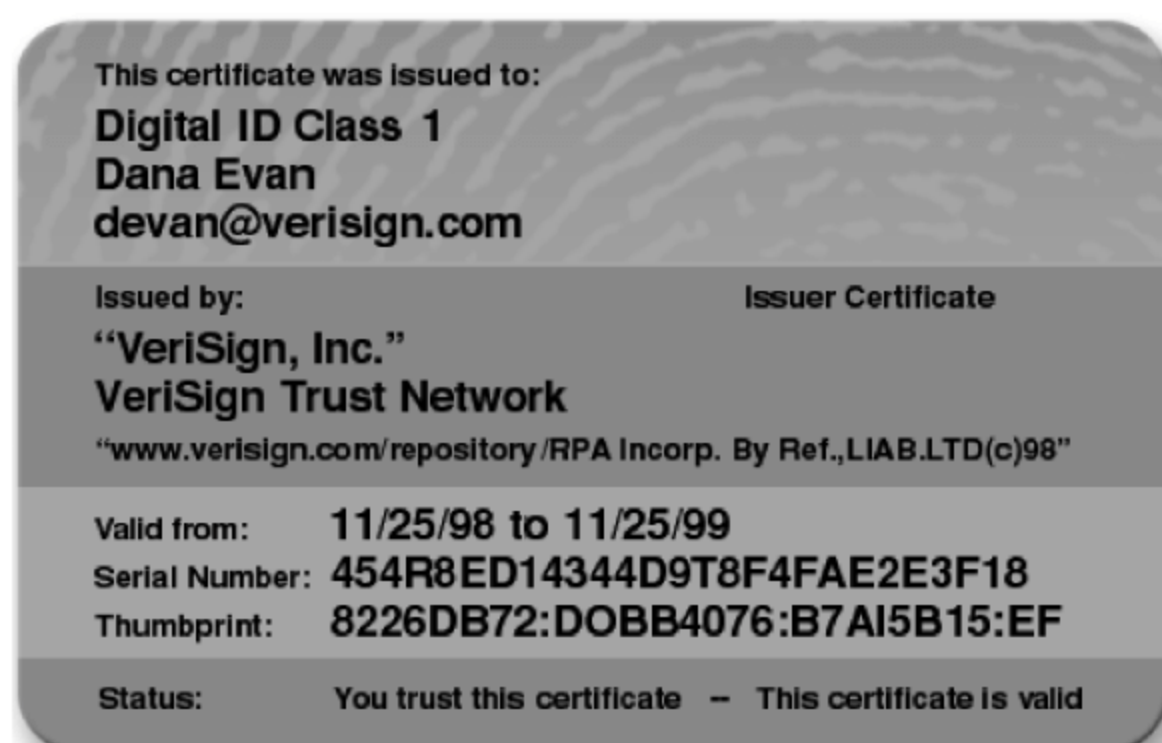 This certificate was issued to:
Digital ID Class 1
Dana Evan
devan@verisign.com
Issued by: Issuer Certificate
“VeriSign, Inc.”
VeriSign Trust Network
“www.verisign.com/repository/RPA Incorp. By Ref.,LIAB.LTD(c)98”
Valid from: 11/25/98 to 11/25/99
Serial Number: 454R8ED14344D9T8F4FAE2E3F18
Thumbprint: 8226DB72:DOBB4076:B7AI5B15:EF
Status: You trust this certificate -- This certificate is valid